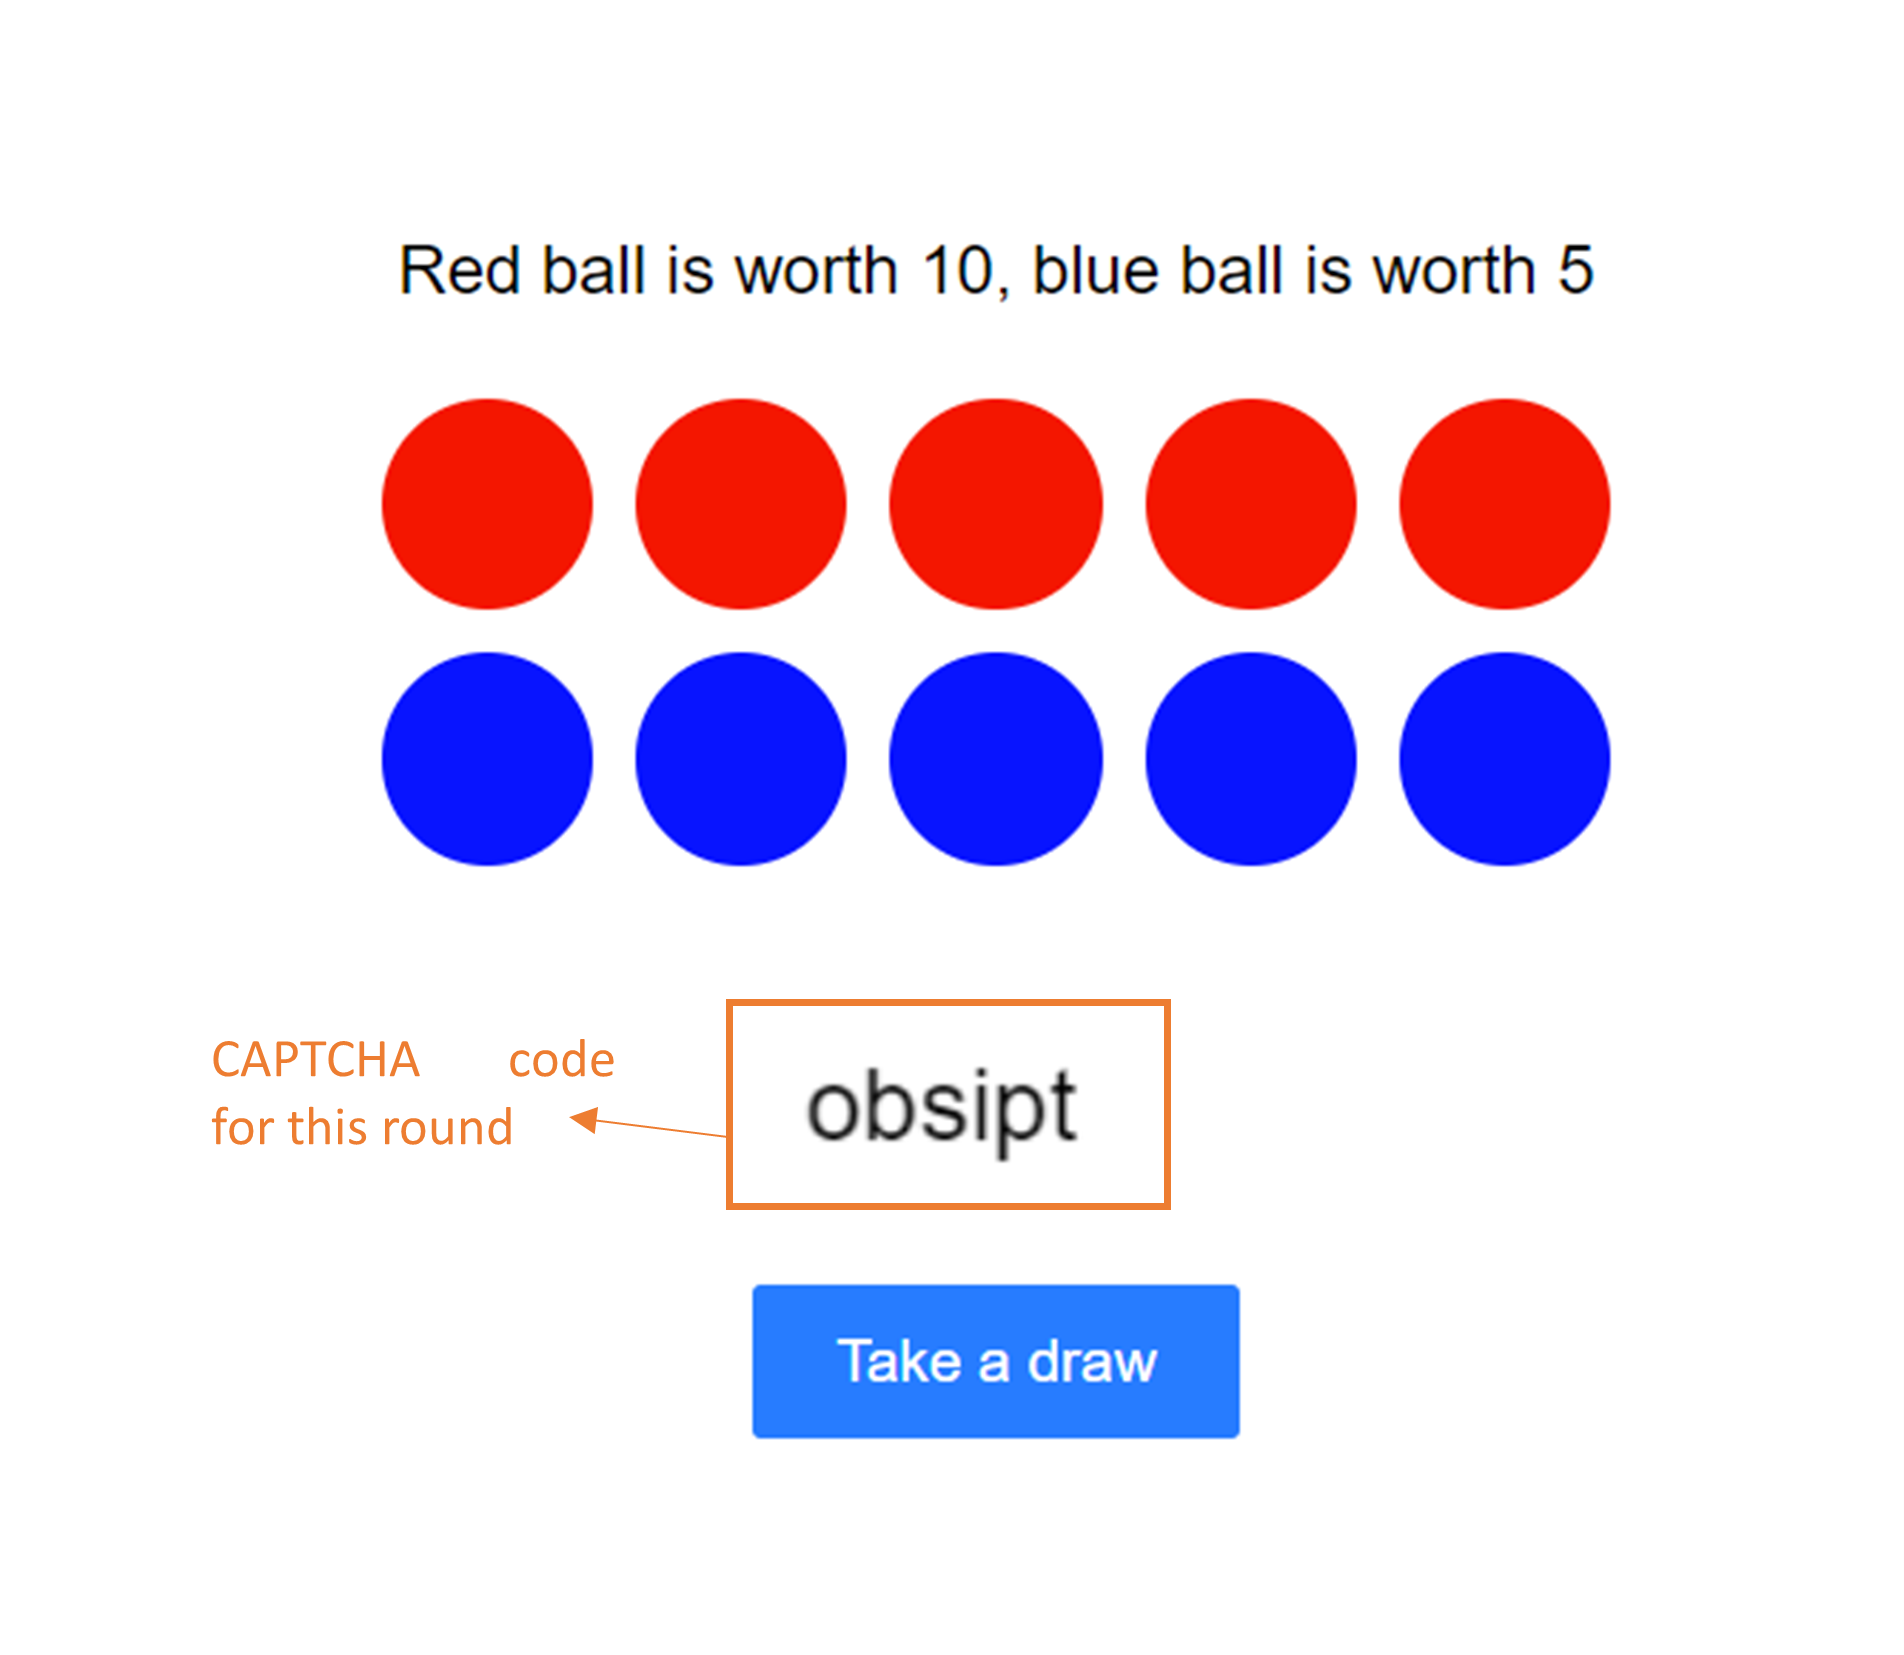 Red ball is worth 10, blue ball is worth 5
CAPTCHA code
for this round
obsipt
Take a draw